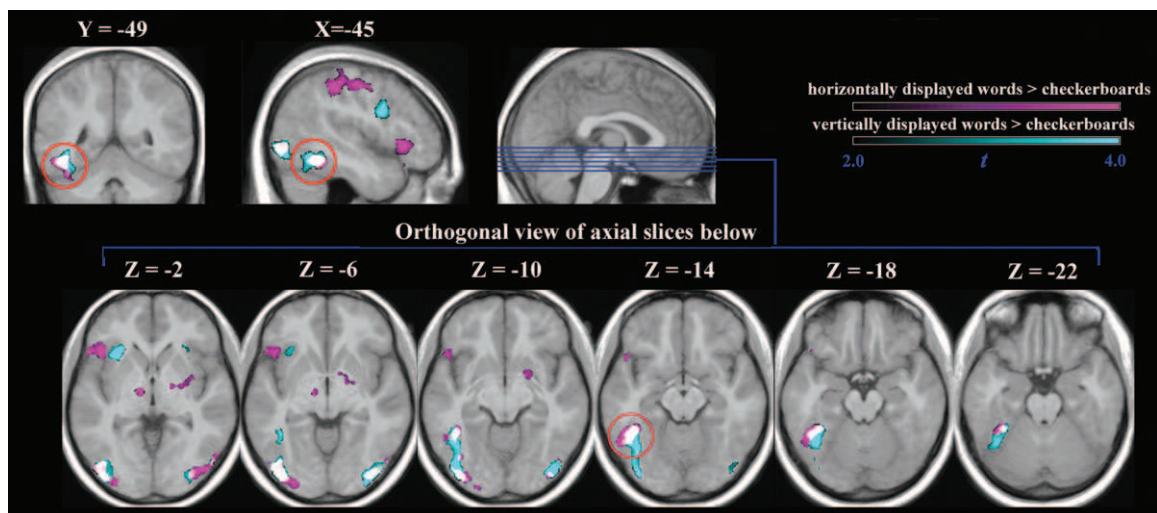 Y = -49
X=-45
horizontally displayed words > checkerboards
vertically displayed words > checkerboards
2.0
t
4.0
Orthogonal view of axial slices below
Z = -2
Z = -6
Z = -10
Z = -14
Z = -18
Z = -22